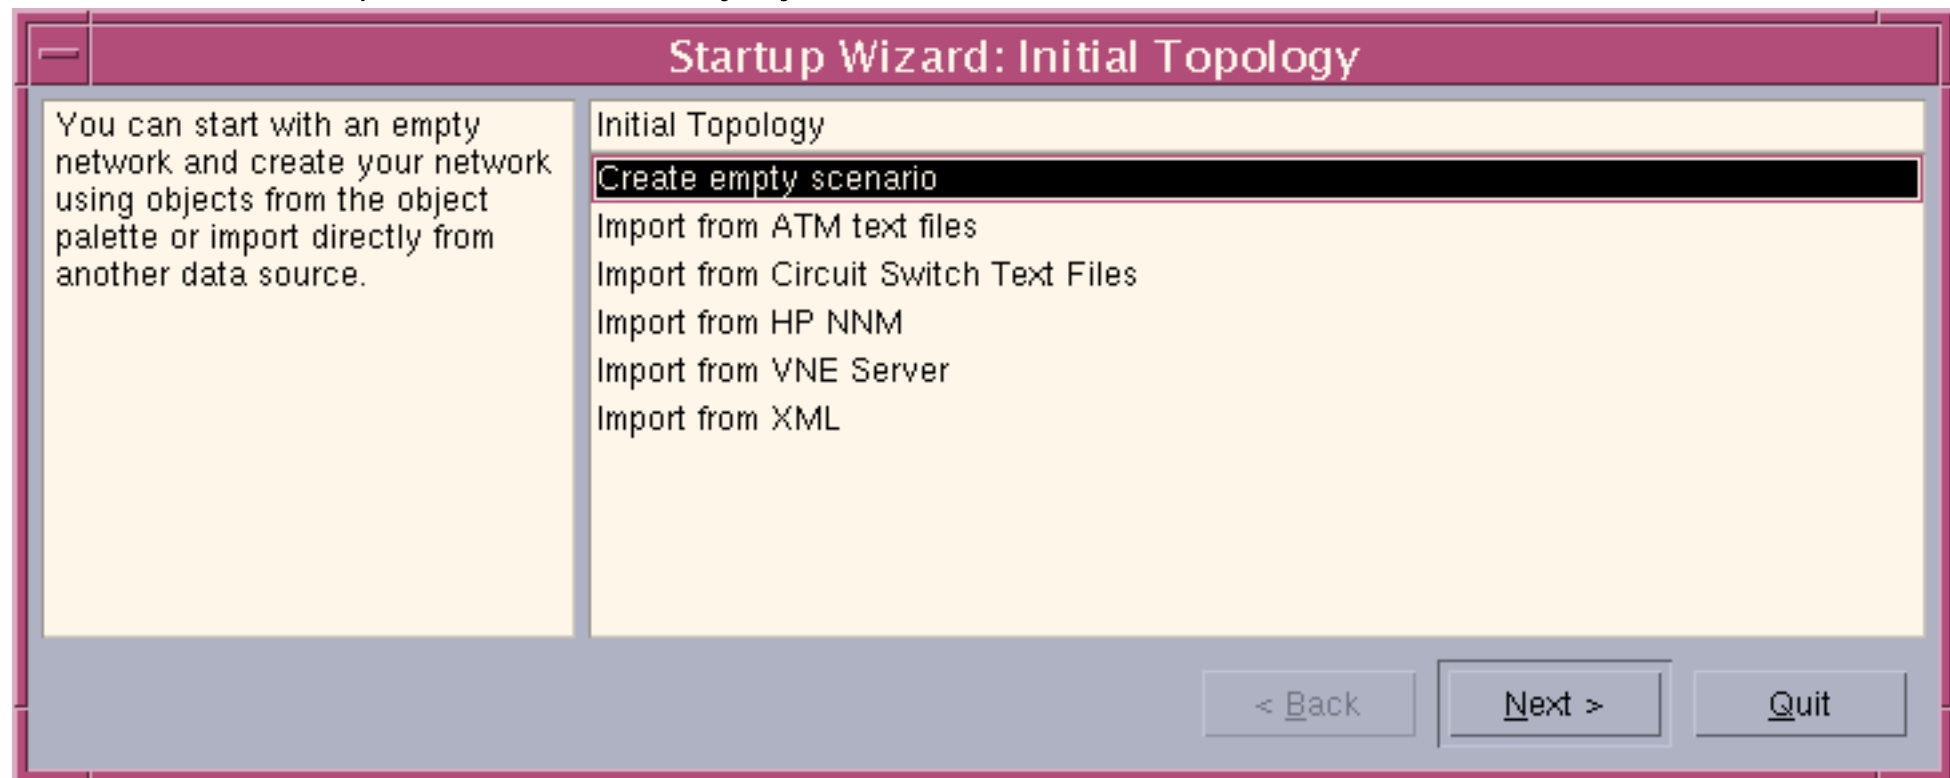 Startup Wizard: Initial Topology
You can start with an empty
network and create your network
using objects from the object
palette or import directly from
another data source.
Initial Topology
Create empty scenario
Import from ATM text files
Import from Circuit Switch Text Files
Import from HP NNM
Import from VNE Server
Import from XML
< Back
Next >
Quit